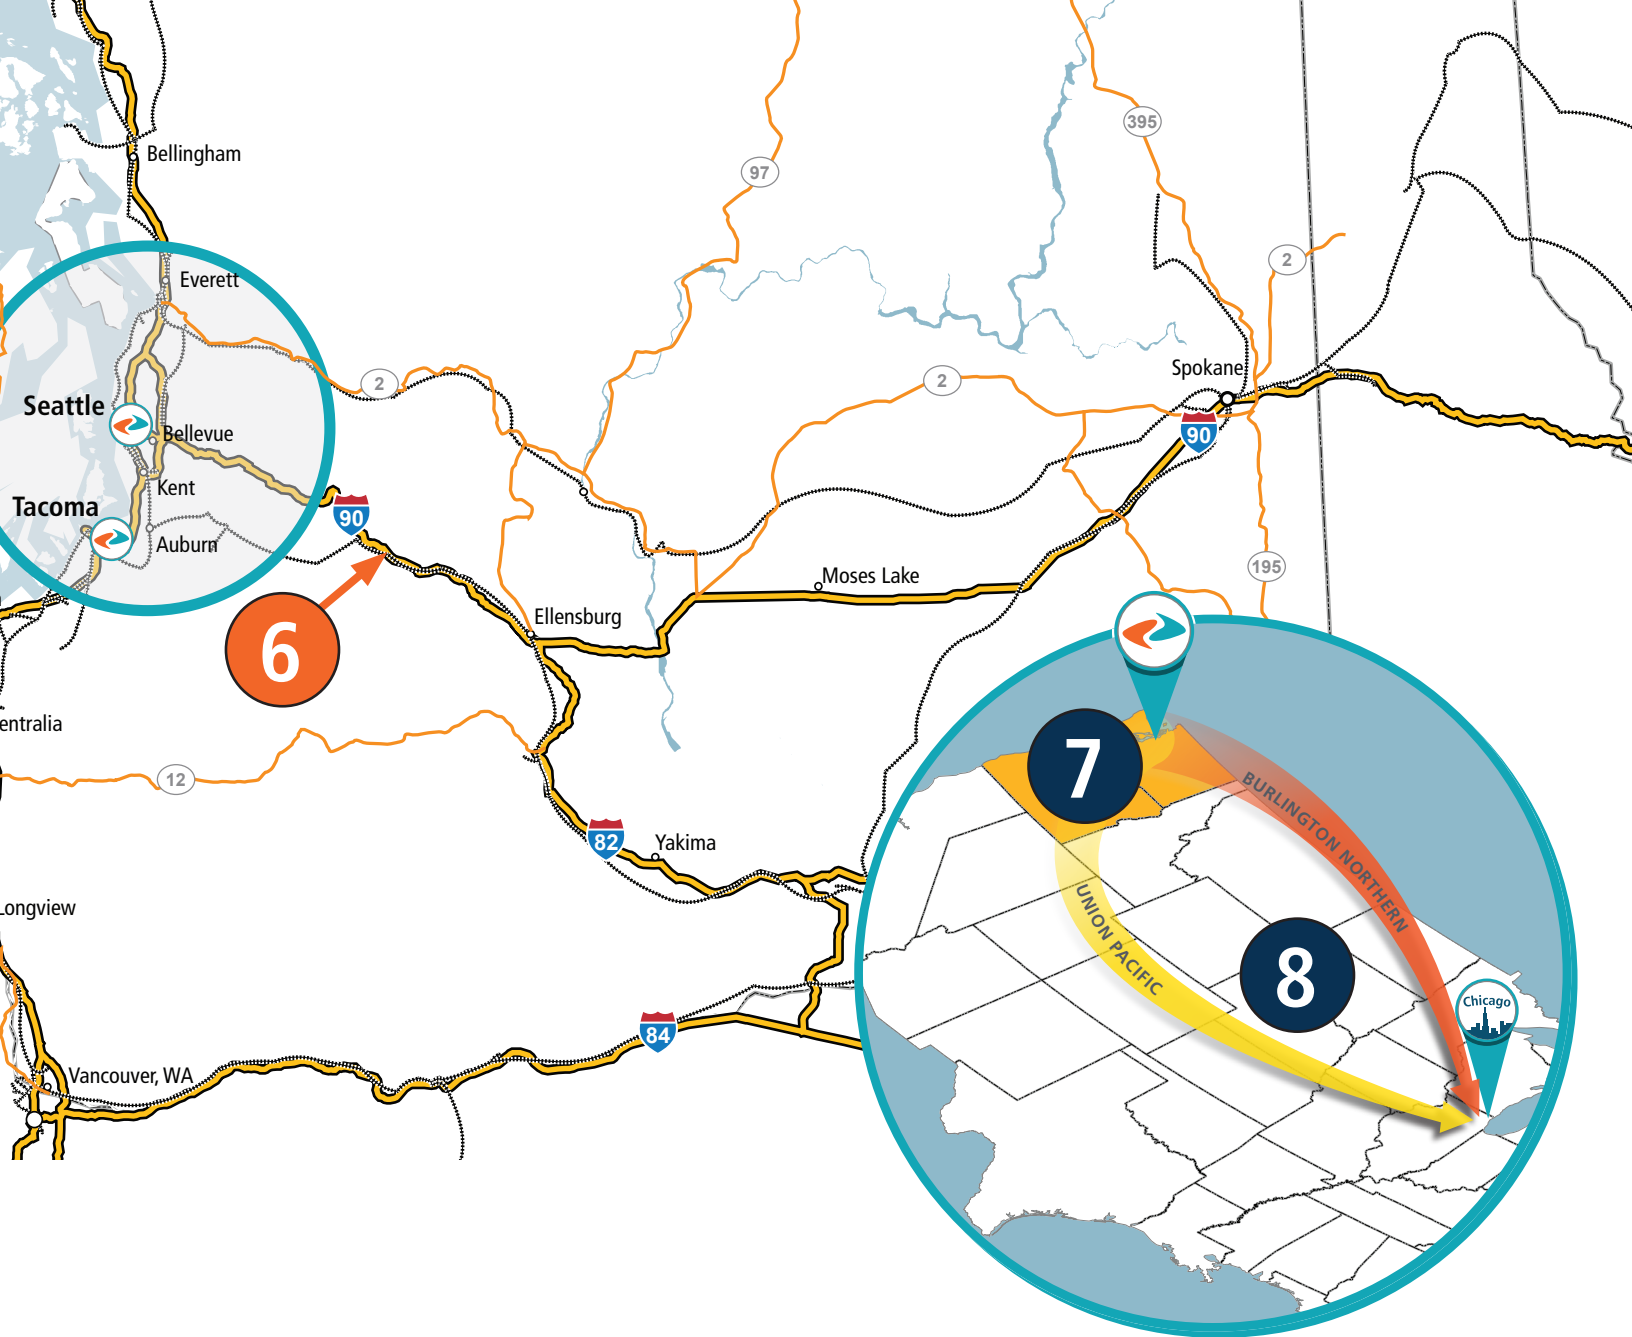 395
Bellingham
97
2
Everett
Spokane
2
2
Seattle
Bellevue
90
Kent
Tacoma
90
Auburn
195
Moses Lake
Ellensburg
6
entralia
7
12
BURLINGTON NORTHERN
82
Yakima
UNION PACIFIC
Longview
8
Chicago
84
Vancouver, WA